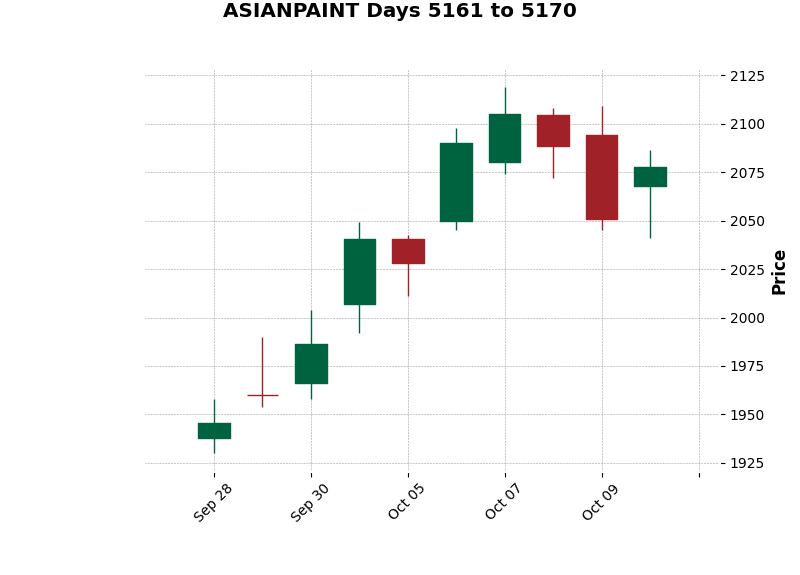 ASIANPAINT Days 5161 to 5170
2125
2100
2075
2050
2025
2000
1975
1950
1925
Price
Sep 28
Sep 30
Oct 05
Oct 07
Oct 09